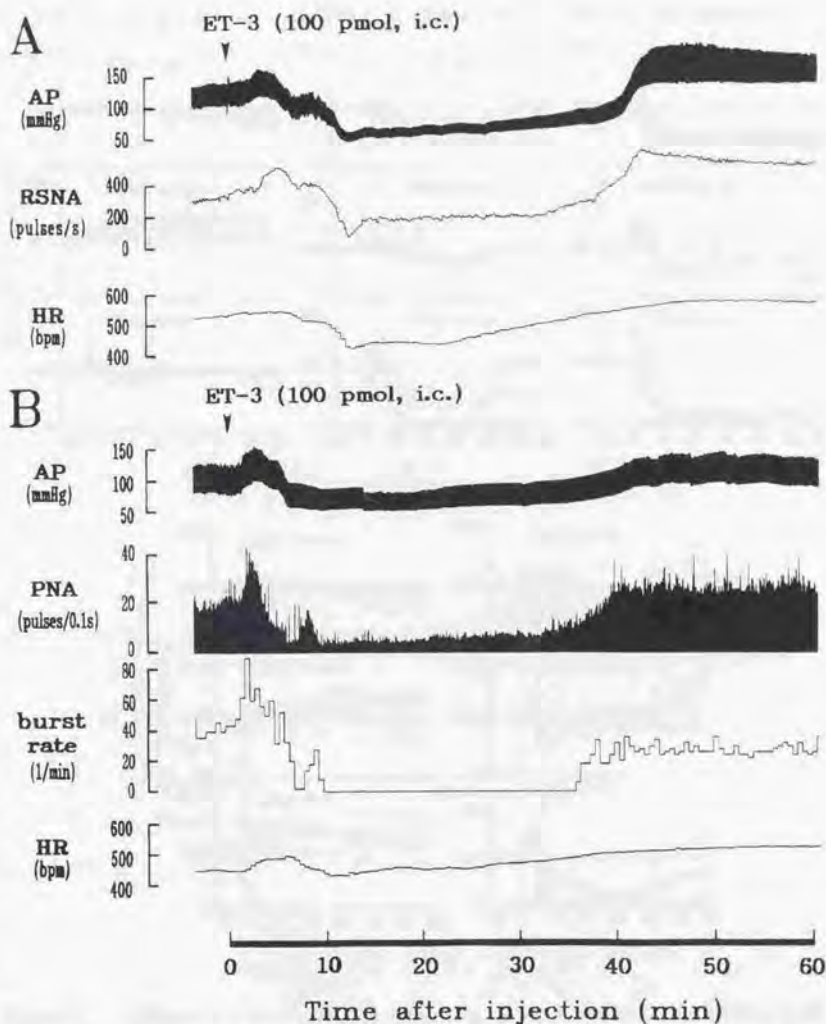 A
ET-3 (100 pmol, i.c.)
AP
(mmHg)
150
100
50
RSNA
(pulses/s)
400
200
0
HR
(bpm)
600
500
400
B
ET-3 (100 pmol, i.c.)
AP
(mmHg)
150
100
50
PNA
(pulses/0.1s)
40
20
0
burst
rate
(1/min)
80
60
40
20
0
HR
(bpm)
600
500
400
0 10 20 30 40 50 60
Time after injection (min)